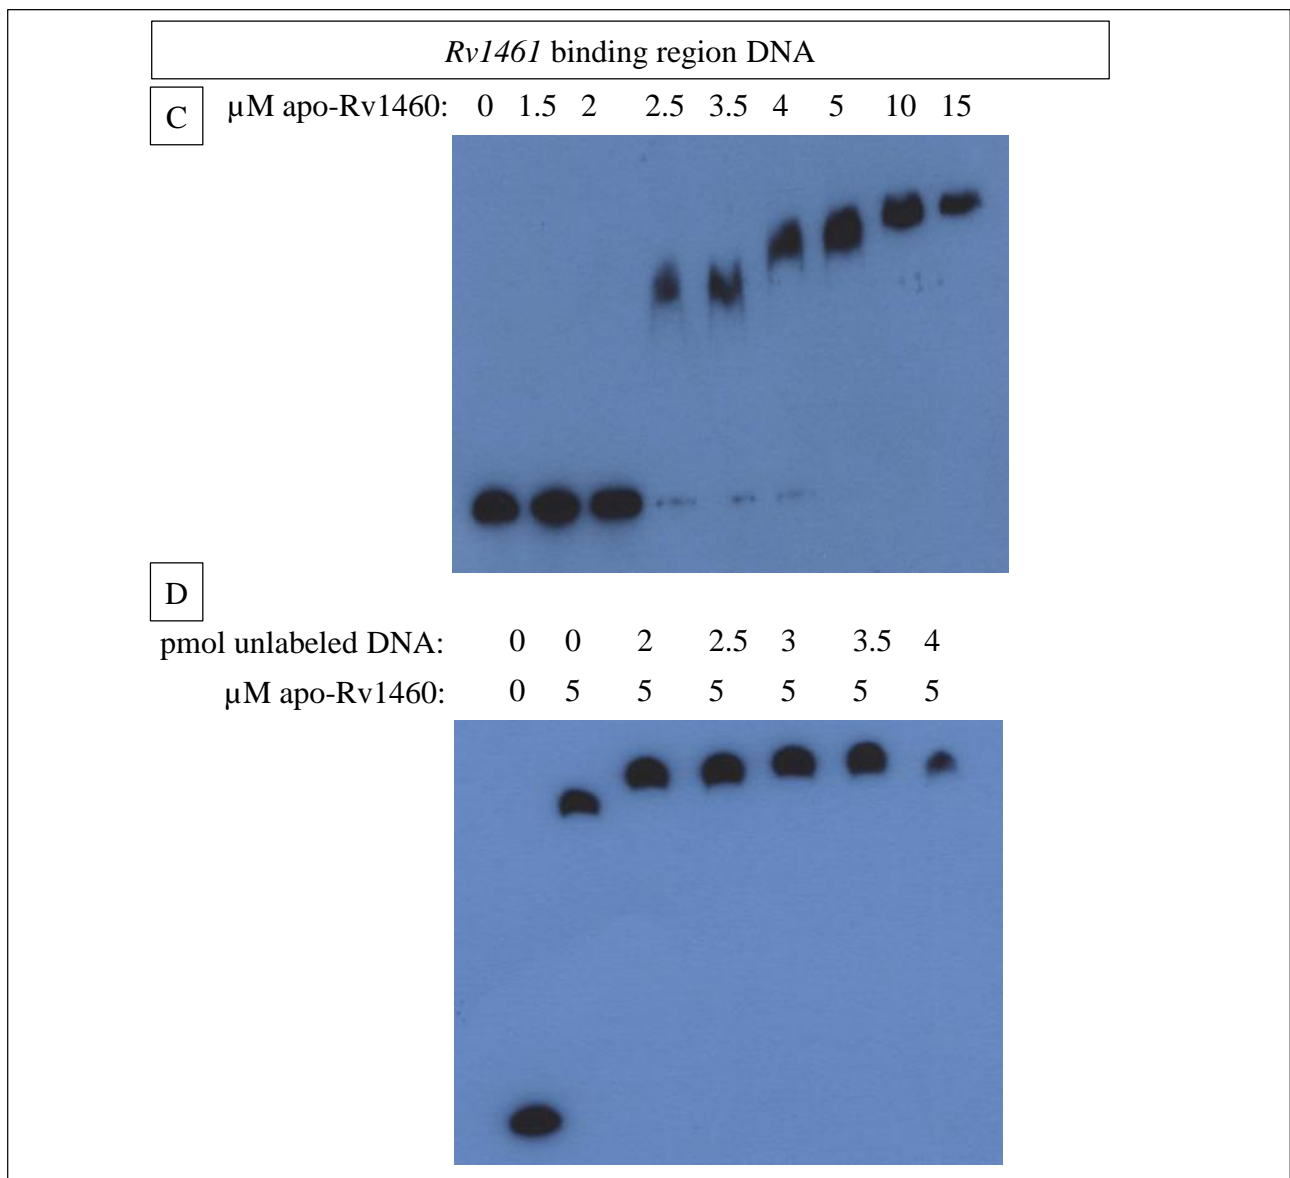 Rv1461 binding region DNA
C
µM apo-Rv1460: 0 1.5 2 2.5 3.5 4 5 10 15
D
pmol unlabeled DNA: 0 0 2 2.5 3 3.5 4
µM apo-Rv1460: 0 5 5 5 5 5 5